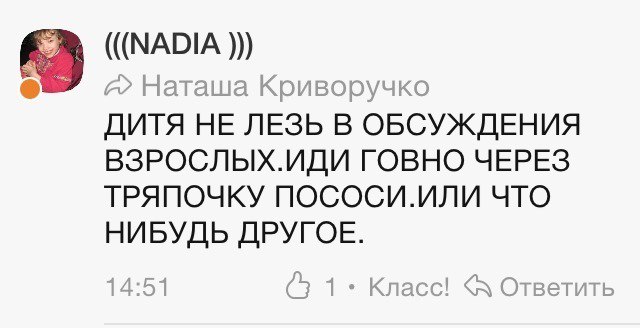 (((NADIA )))
Наташа Криворучко
ДИТЯ НЕ ЛЕЗЬ В ОБСУЖДЕНИЯ
ВЗРОСЛЫХ.ИДИ ГОВНО ЧЕРЕЗ
ТРЯПОЧКУ ПОСОСИ.ИЛИ ЧТО
НИБУДЬ ДРУГОЕ.
14:51 1 • Класс! Ответить